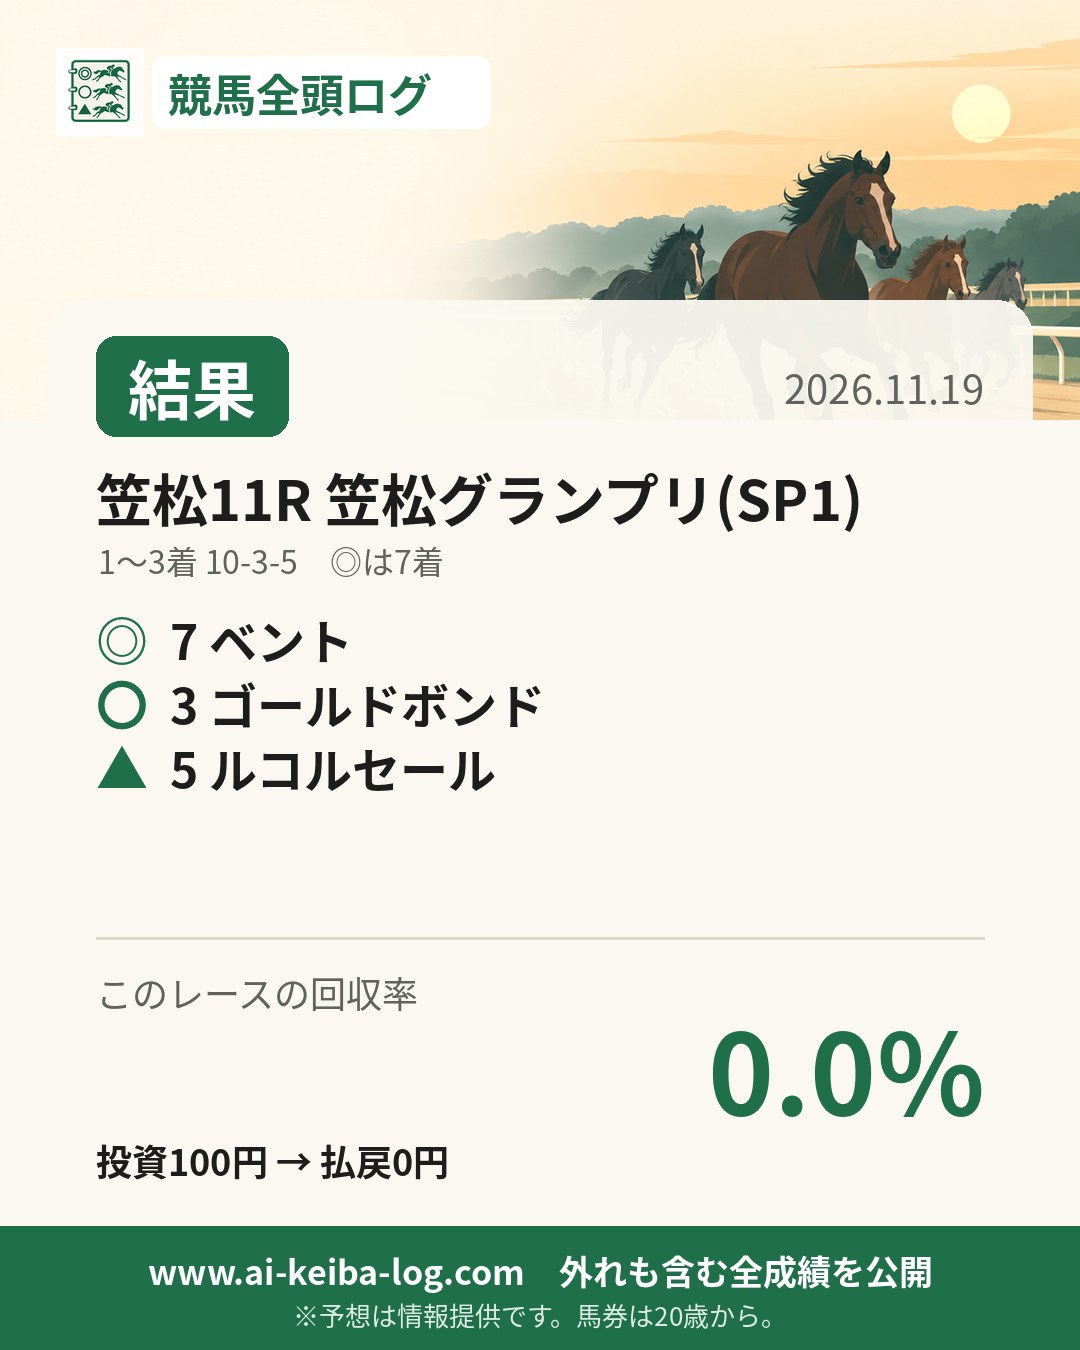 競馬全頭ログ
結果
2026.11.19
笠松11R 笠松グランプリ(SP1)
1〜3着 10-3-5　◎は7着
◎ 7 ベント
○ 3 ゴールドボンド
▲ 5 ルコルセール
このレースの回収率
0.0%
投資100円 → 払戻0円
www.ai-keiba-log.com　外れも含む全成績を公開
※予想は情報提供です。馬券は20歳から。